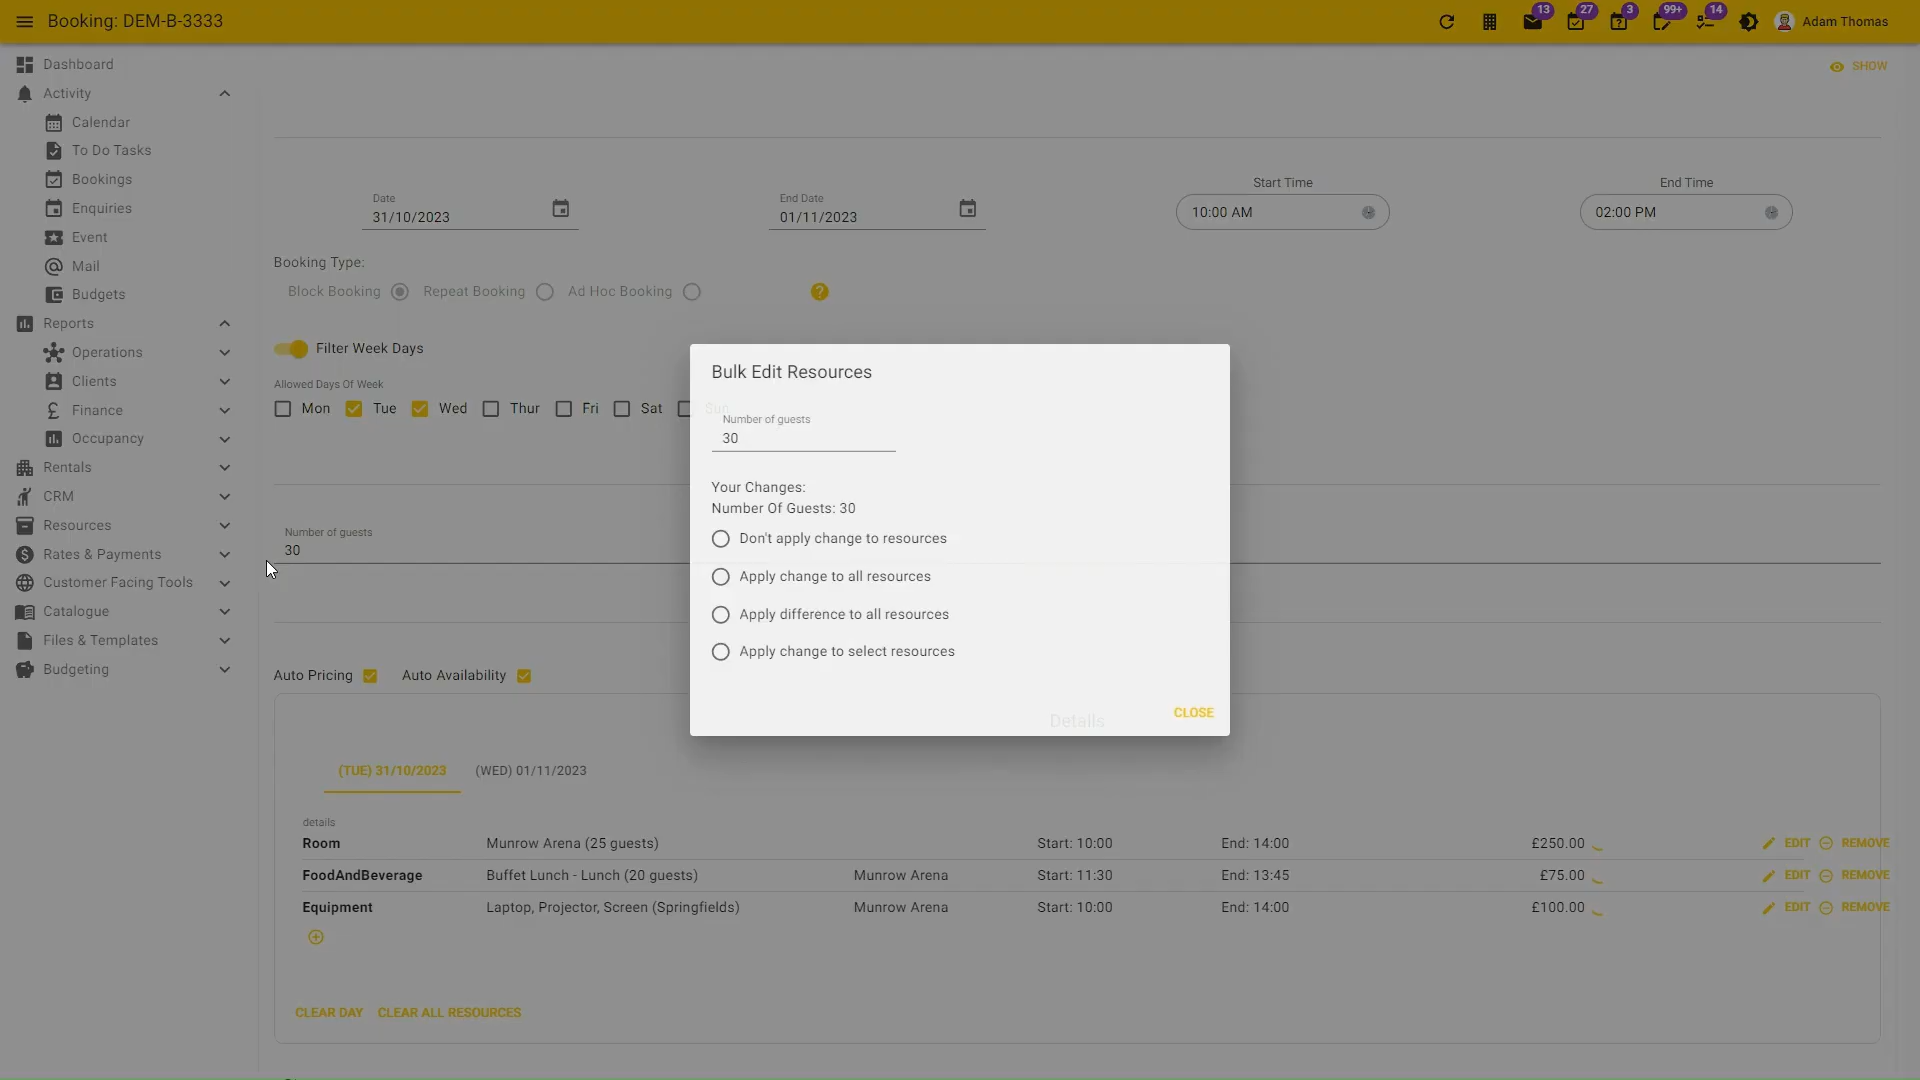 Booking: DEM-B-3333
13
27
3
99+
14
Adam Thomas
Dashboard
SHOW
Activity
Calendar
To Do Tasks
Bookings
Enquiries
Event
Mail
Budgets
Reports
Operations
Clients
Finance
Occupancy
Rentals
CRM
Resources
Rates & Payments
Customer Facing Tools
Catalogue
Files & Templates
Budgeting
Date
31/10/2023
End Date
01/11/2023
Start Time
10:00 AM
End Time
02:00 PM
Booking Type:
Block Booking Repeat Booking Ad Hoc Booking ?
Filter Week Days
Allowed Days Of Week
Mon Tue Wed Thur Fri Sat Sun
Number of guests
30
Bulk Edit Resources
Number of guests
30
Your Changes:
Number Of Guests: 30
Don't apply change to resources
Apply change to all resources
Apply difference to all resources
Apply change to select resources
CLOSE
Auto Pricing Auto Availability
Details
(TUE) 31/10/2023 (WED) 01/11/2023
details
Room Munrow Arena (25 guests) Start: 10:00 End: 14:00 £250.00 EDIT REMOVE
FoodAndBeverage Buffet Lunch - Lunch (20 guests) Munrow Arena Start: 11:30 End: 13:45 £75.00 EDIT REMOVE
Equipment Laptop, Projector, Screen (Springfields) Munrow Arena Start: 10:00 End: 14:00 £100.00 EDIT REMOVE
CLEAR DAY CLEAR ALL RESOURCES